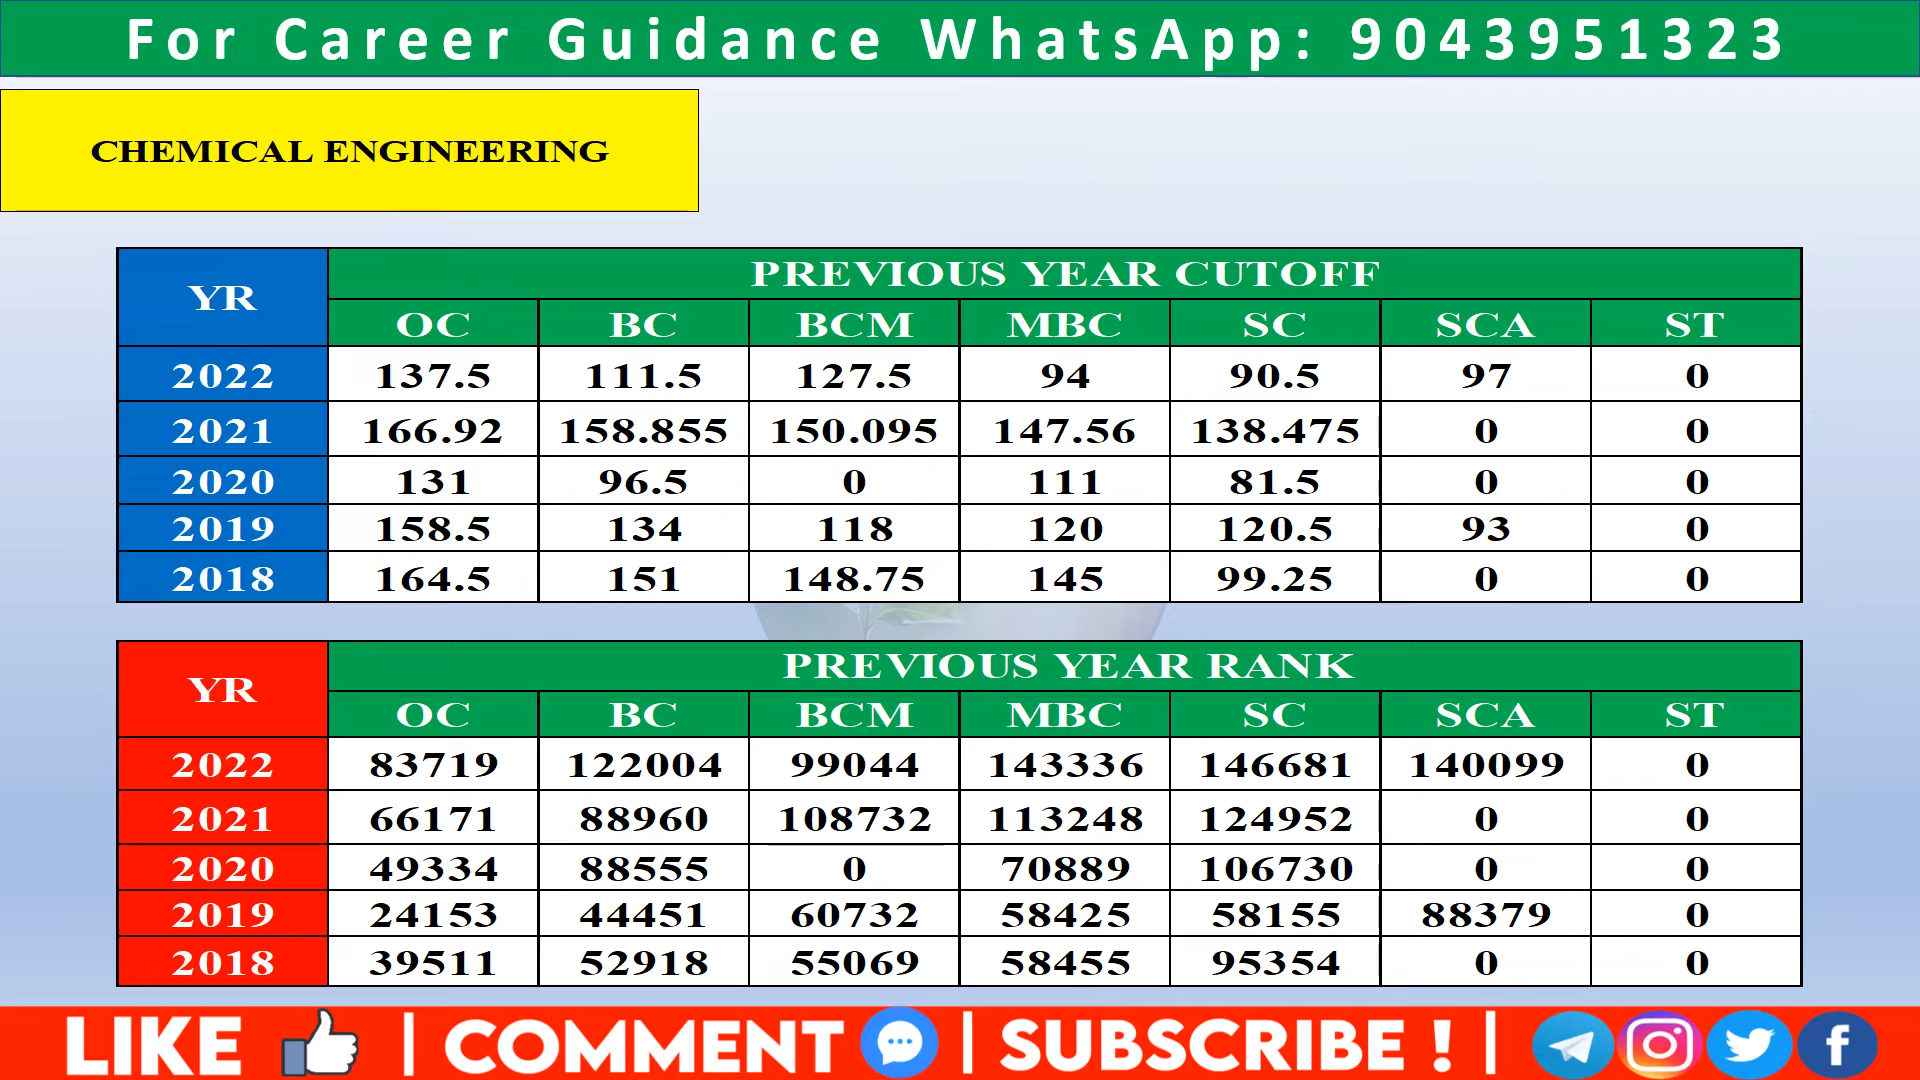 For Career Guidance WhatsApp: 9043951323
CHEMICAL ENGINEERING
YR PREVIOUS YEAR CUTOFF
OC BC BCM MBC SC SCA ST
2022 137.5 111.5 127.5 94 90.5 97 0
2021 166.92 158.855 150.095 147.56 138.475 0 0
2020 131 96.5 0 111 81.5 0 0
2019 158.5 134 118 120 120.5 93 0
2018 164.5 151 148.75 145 99.25 0 0
YR PREVIOUS YEAR RANK
OC BC BCM MBC SC SCA ST
2022 83719 122004 99044 143336 146681 140099 0
2021 66171 88960 108732 113248 124952 0 0
2020 49334 88555 0 70889 106730 0 0
2019 24153 44451 60732 58425 58155 88379 0
2018 39511 52918 55069 58455 95354 0 0
LIKE | COMMENT | SUBSCRIBE ! |